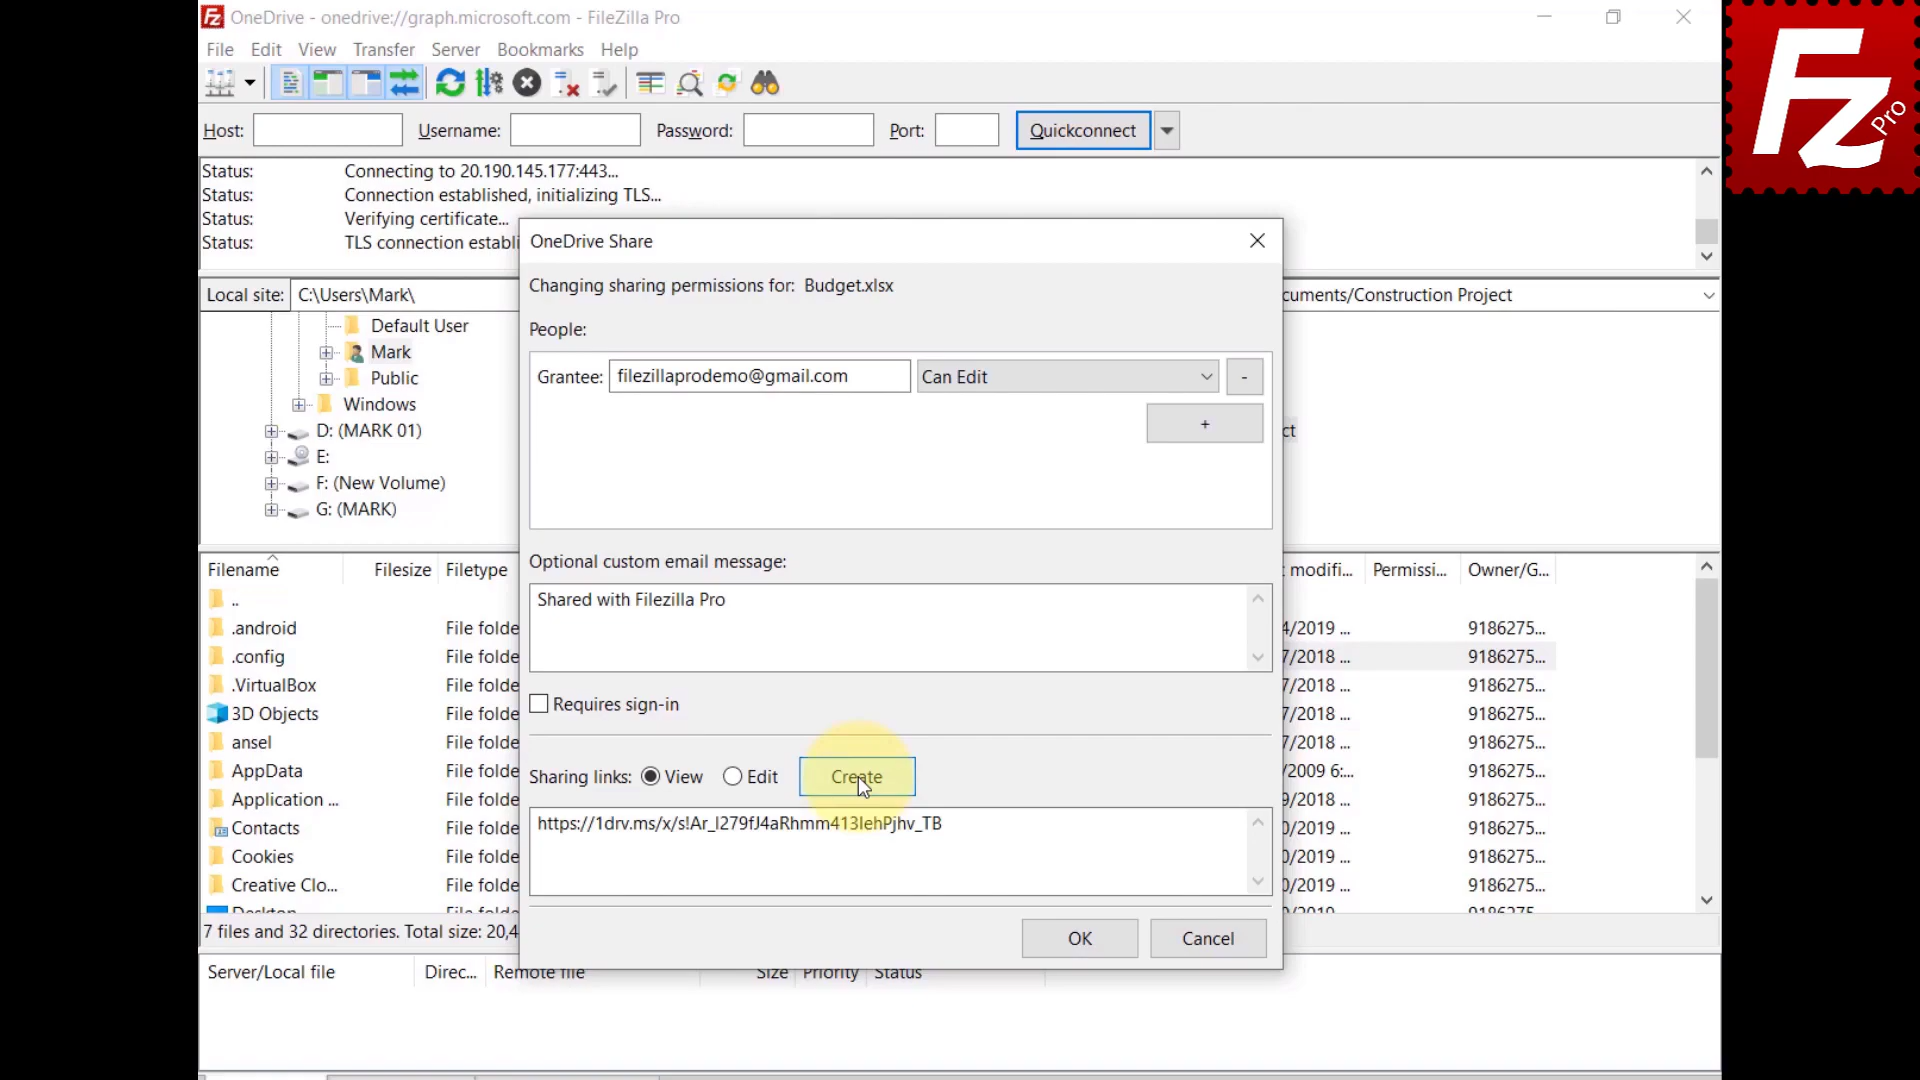 OneDrive - onedrive://graph.microsoft.com - FileZilla Pro
File Edit View Transfer Server Bookmarks Help
Host: Username: Password: Port: Quickconnect
Status: Connecting to 20.190.145.177:443...
Status: Connection established, initializing TLS...
Status: Verifying certificate...
Status: TLS connection establi
Local site: C:\Users\Mark\
cuments/Construction Project
Default User
Mark
Public
Windows
D: (MARK 01)
E:
F: (New Volume)
G: (MARK)
ct
OneDrive Share
Changing sharing permissions for: Budget.xlsx
People:
Grantee: filezillaprodemo@gmail.com Can Edit -
+
Optional custom email message:
Shared with Filezilla Pro
Requires sign-in
Sharing links: View Edit Create
https://1drv.ms/x/s!Ar_I279fJ4aRhmm413IehPjhv_TB
OK Cancel
Filename Filesize Filetype
..
.android File folde
.config File folde
.VirtualBox File folde
3D Objects File folde
ansel File folde
AppData File folde
Application ... File folde
Contacts File folde
Cookies File folde
Creative Clo... File folde
Desktop File folde
7 files and 32 directories. Total size: 20,4
modifi... Permissi... Owner/G...
4/2019 ... 9186275...
7/2018 ... 9186275...
7/2018 ... 9186275...
7/2018 ... 9186275...
7/2018 ... 9186275...
/2009 6:... 9186275...
0/2019 ... 9186275...
0/2019 ... 9186275...
0/2019 ... 9186275...
0/2019 ... 9186275...
0/2019 ... 9186275...
Server/Local file Direc... Remote file Size Priority Status
FZ Pro